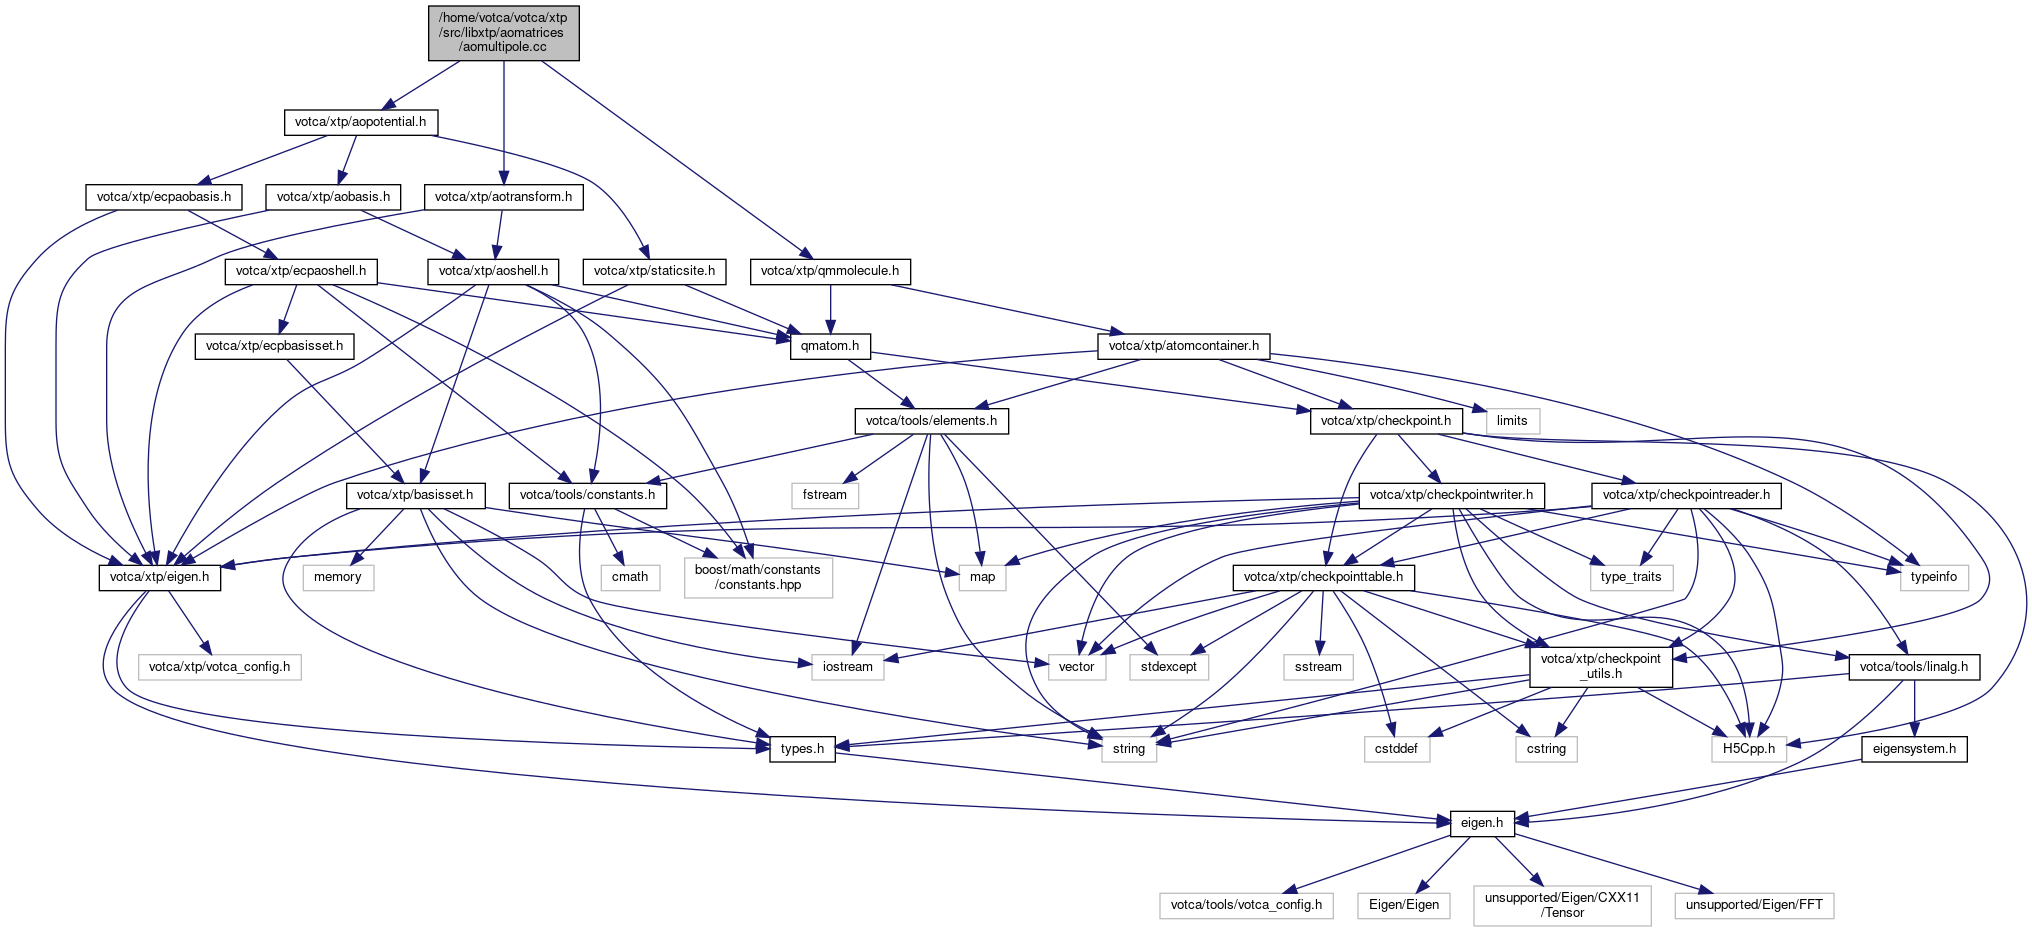 /home/votca/votca/xtp
/src/libxtp/aomatrices
/aomultipole.cc
votca/xtp/aopotential.h
votca/xtp/ecpaobasis.h
votca/xtp/aobasis.h
votca/xtp/aotransform.h
votca/xtp/ecpaoshell.h
votca/xtp/aoshell.h
votca/xtp/staticsite.h
votca/xtp/qmmolecule.h
votca/xtp/ecpbasisset.h
qmatom.h
votca/xtp/atomcontainer.h
votca/tools/elements.h
votca/xtp/checkpoint.h
limits
votca/xtp/basisset.h
votca/tools/constants.h
fstream
votca/xtp/checkpointwriter.h
votca/xtp/checkpointreader.h
votca/xtp/eigen.h
memory
cmath
boost/math/constants
/constants.hpp
map
votca/xtp/checkpointtable.h
type_traits
typeinfo
votca/xtp/votca_config.h
iostream
vector
stdexcept
sstream
votca/xtp/checkpoint
_utils.h
votca/tools/linalg.h
types.h
string
cstddef
cstring
H5Cpp.h
eigensystem.h
eigen.h
votca/tools/votca_config.h
Eigen/Eigen
unsupported/Eigen/CXX11
/Tensor
unsupported/Eigen/FFT